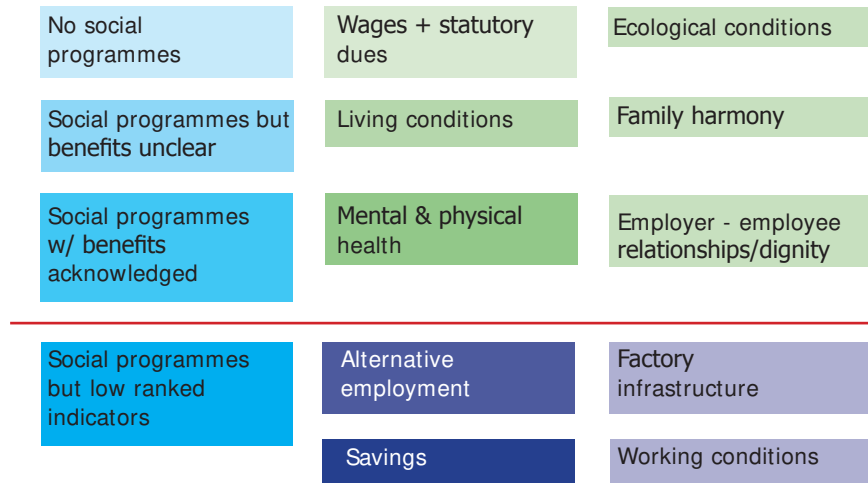 No social
programmes
Wages + statutory
dues
Ecological conditions
Social programmes but
benefits unclear
Living conditions
Family harmony
Social programmes
w/ benefits
acknowledged
Mental & physical
health
Employer - employee
relationships/dignity
Social programmes
but low ranked
indicators
Alternative
employment
Factory
infrastructure
Savings
Working conditions